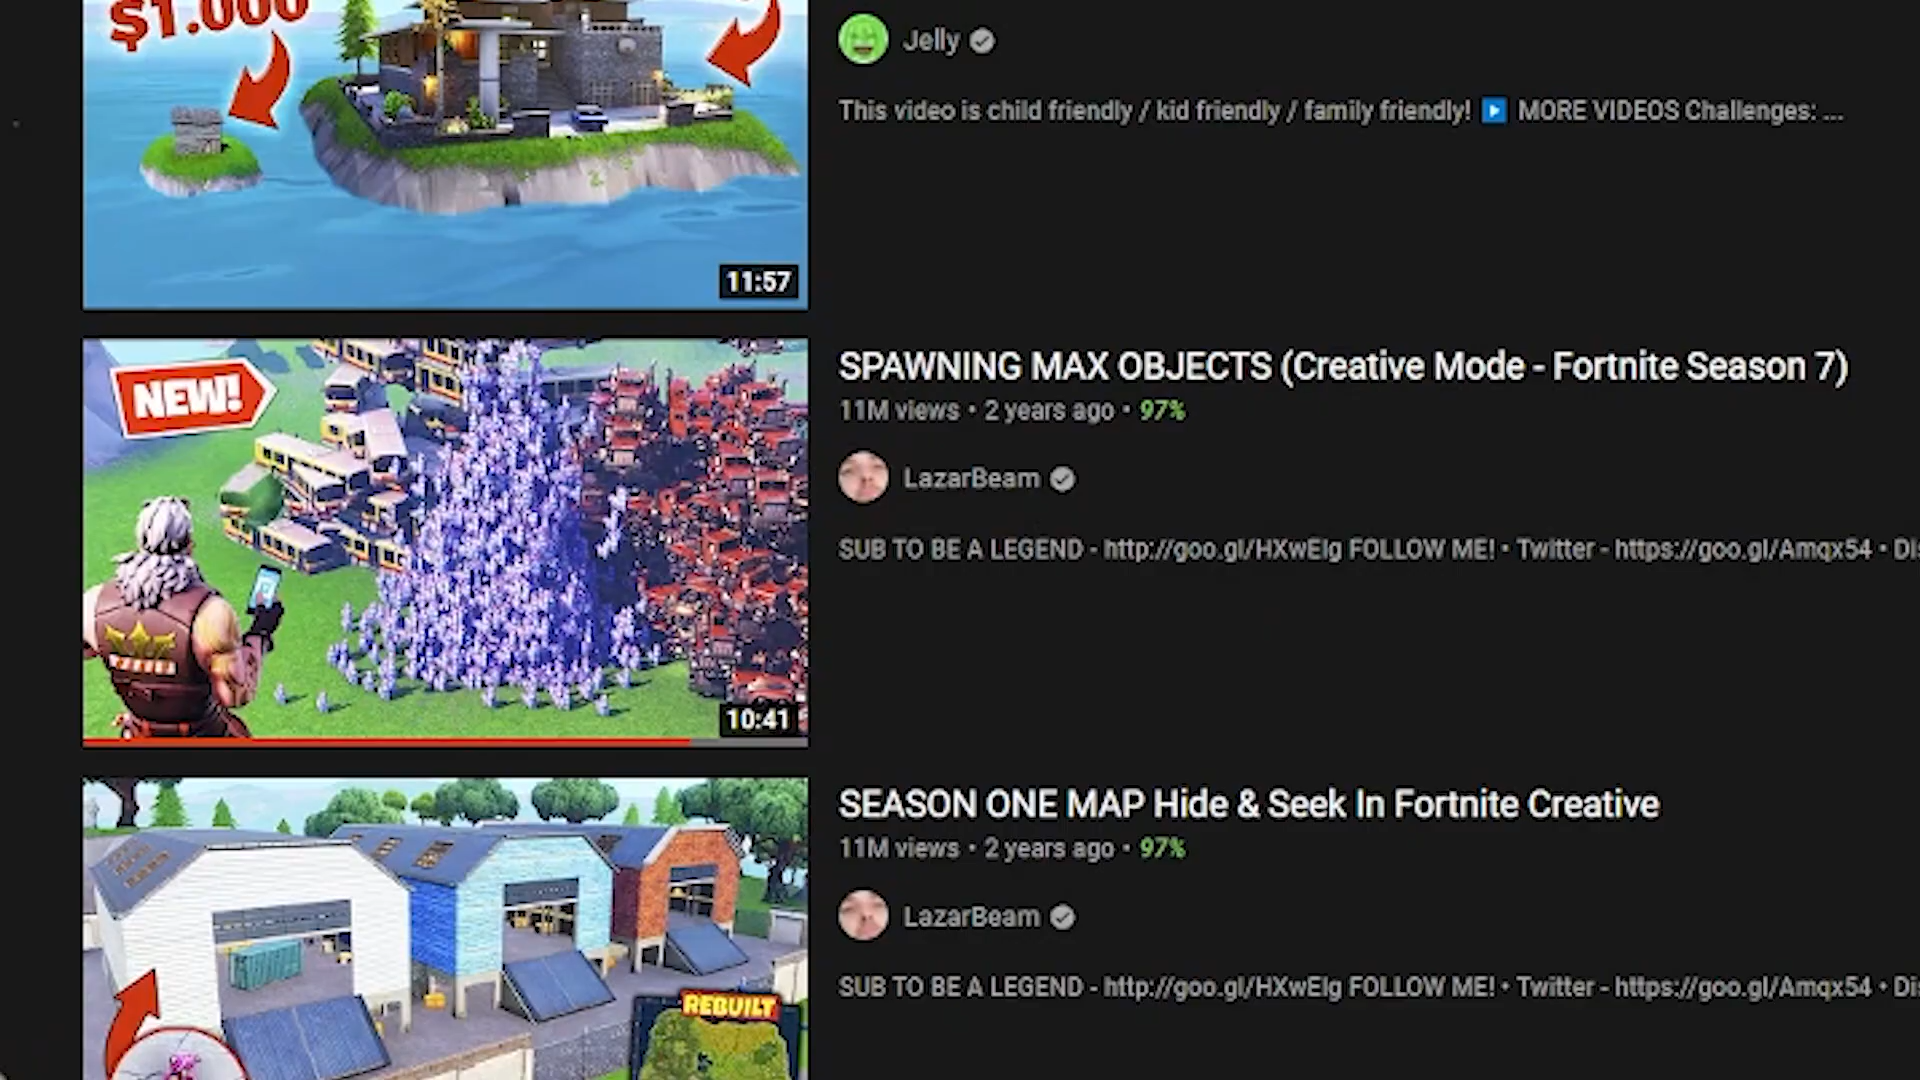 $1.000
Jelly
This video is child friendly / kid friendly / family friendly! ▶ MORE VIDEOS Challenges: ...
11:57
NEW!
SPAWNING MAX OBJECTS (Creative Mode - Fortnite Season 7)
11M views • 2 years ago • 97%
LazarBeam
SUB TO BE A LEGEND - http://goo.gl/HXwEIg FOLLOW ME! • Twitter - https://goo.gl/Amqx54 •
10:41
SEASON ONE MAP Hide & Seek In Fortnite Creative
11M views • 2 years ago • 97%
LazarBeam
SUB TO BE A LEGEND - http://goo.gl/HXwEIg FOLLOW ME! • Twitter - https://goo.gl/Amqx54 •
REBUILT